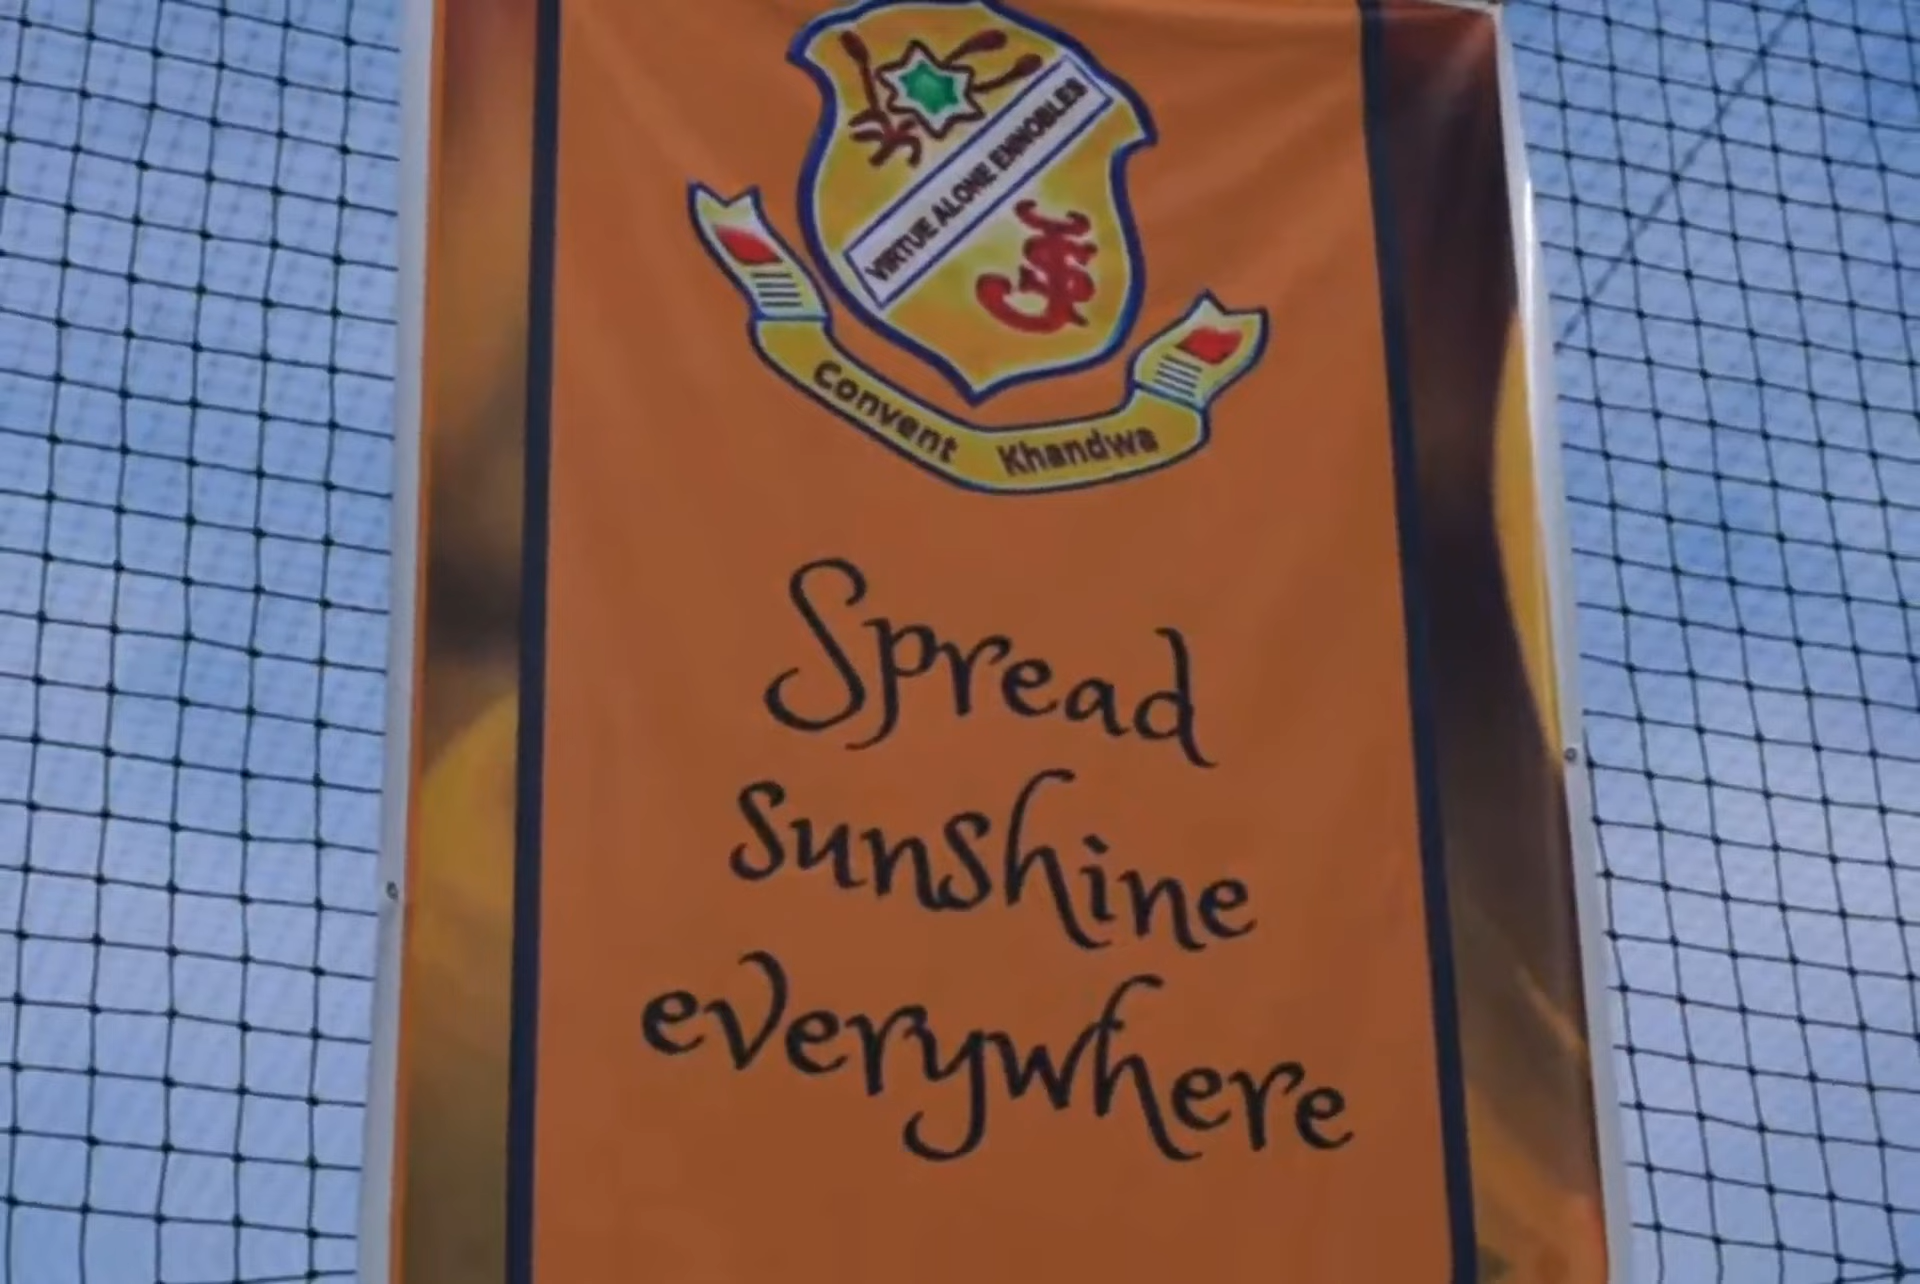 VIRTUE ALONE ENNOBLES
Convent Khandwa
Spread
sunshine
everywhere